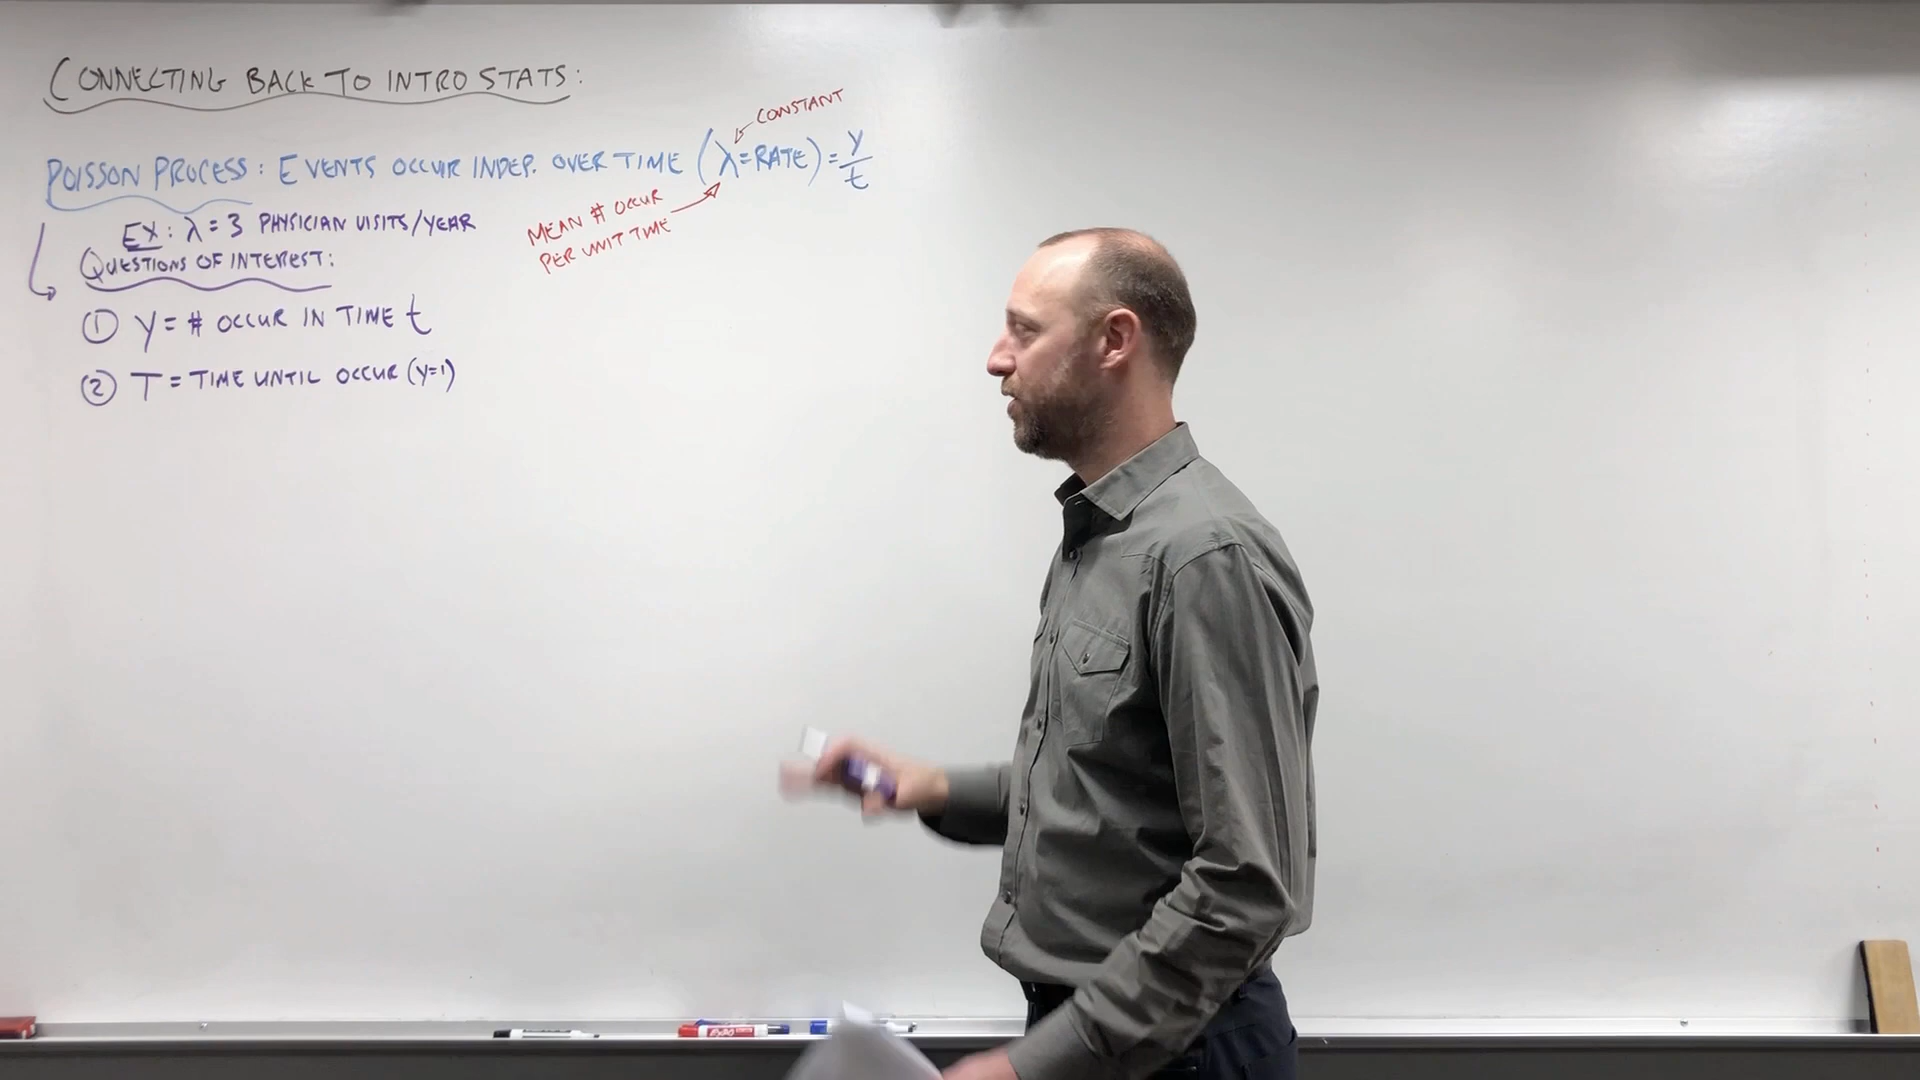 CONNECTING BACK TO INTRO STATS:
CONSTANT
POISSON PROCESS: EVENTS OCCUR INDEP. OVER TIME (λ=RATE) = Y/t
MEAN # OCCUR
PER UNIT TIME
EX: λ = 3 PHYSICIAN VISITS/YEAR
QUESTIONS OF INTEREST:
① Y = # OCCUR IN TIME t
② T = TIME UNTIL OCCUR (Y=1)
EXPO